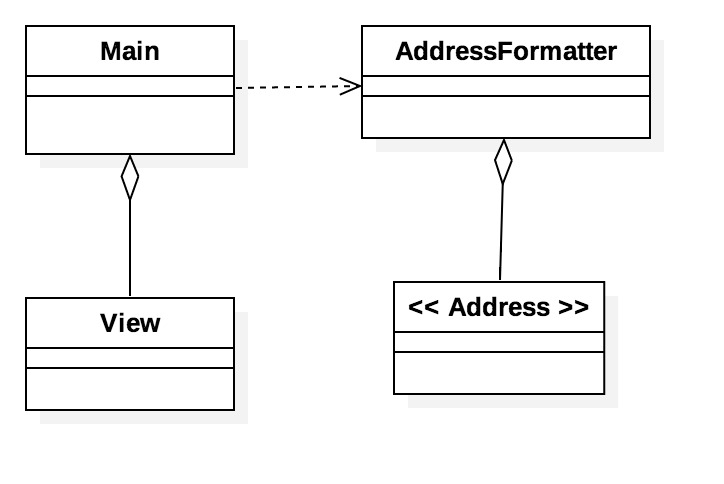 Main
AddressFormatter
View
<< Address >>